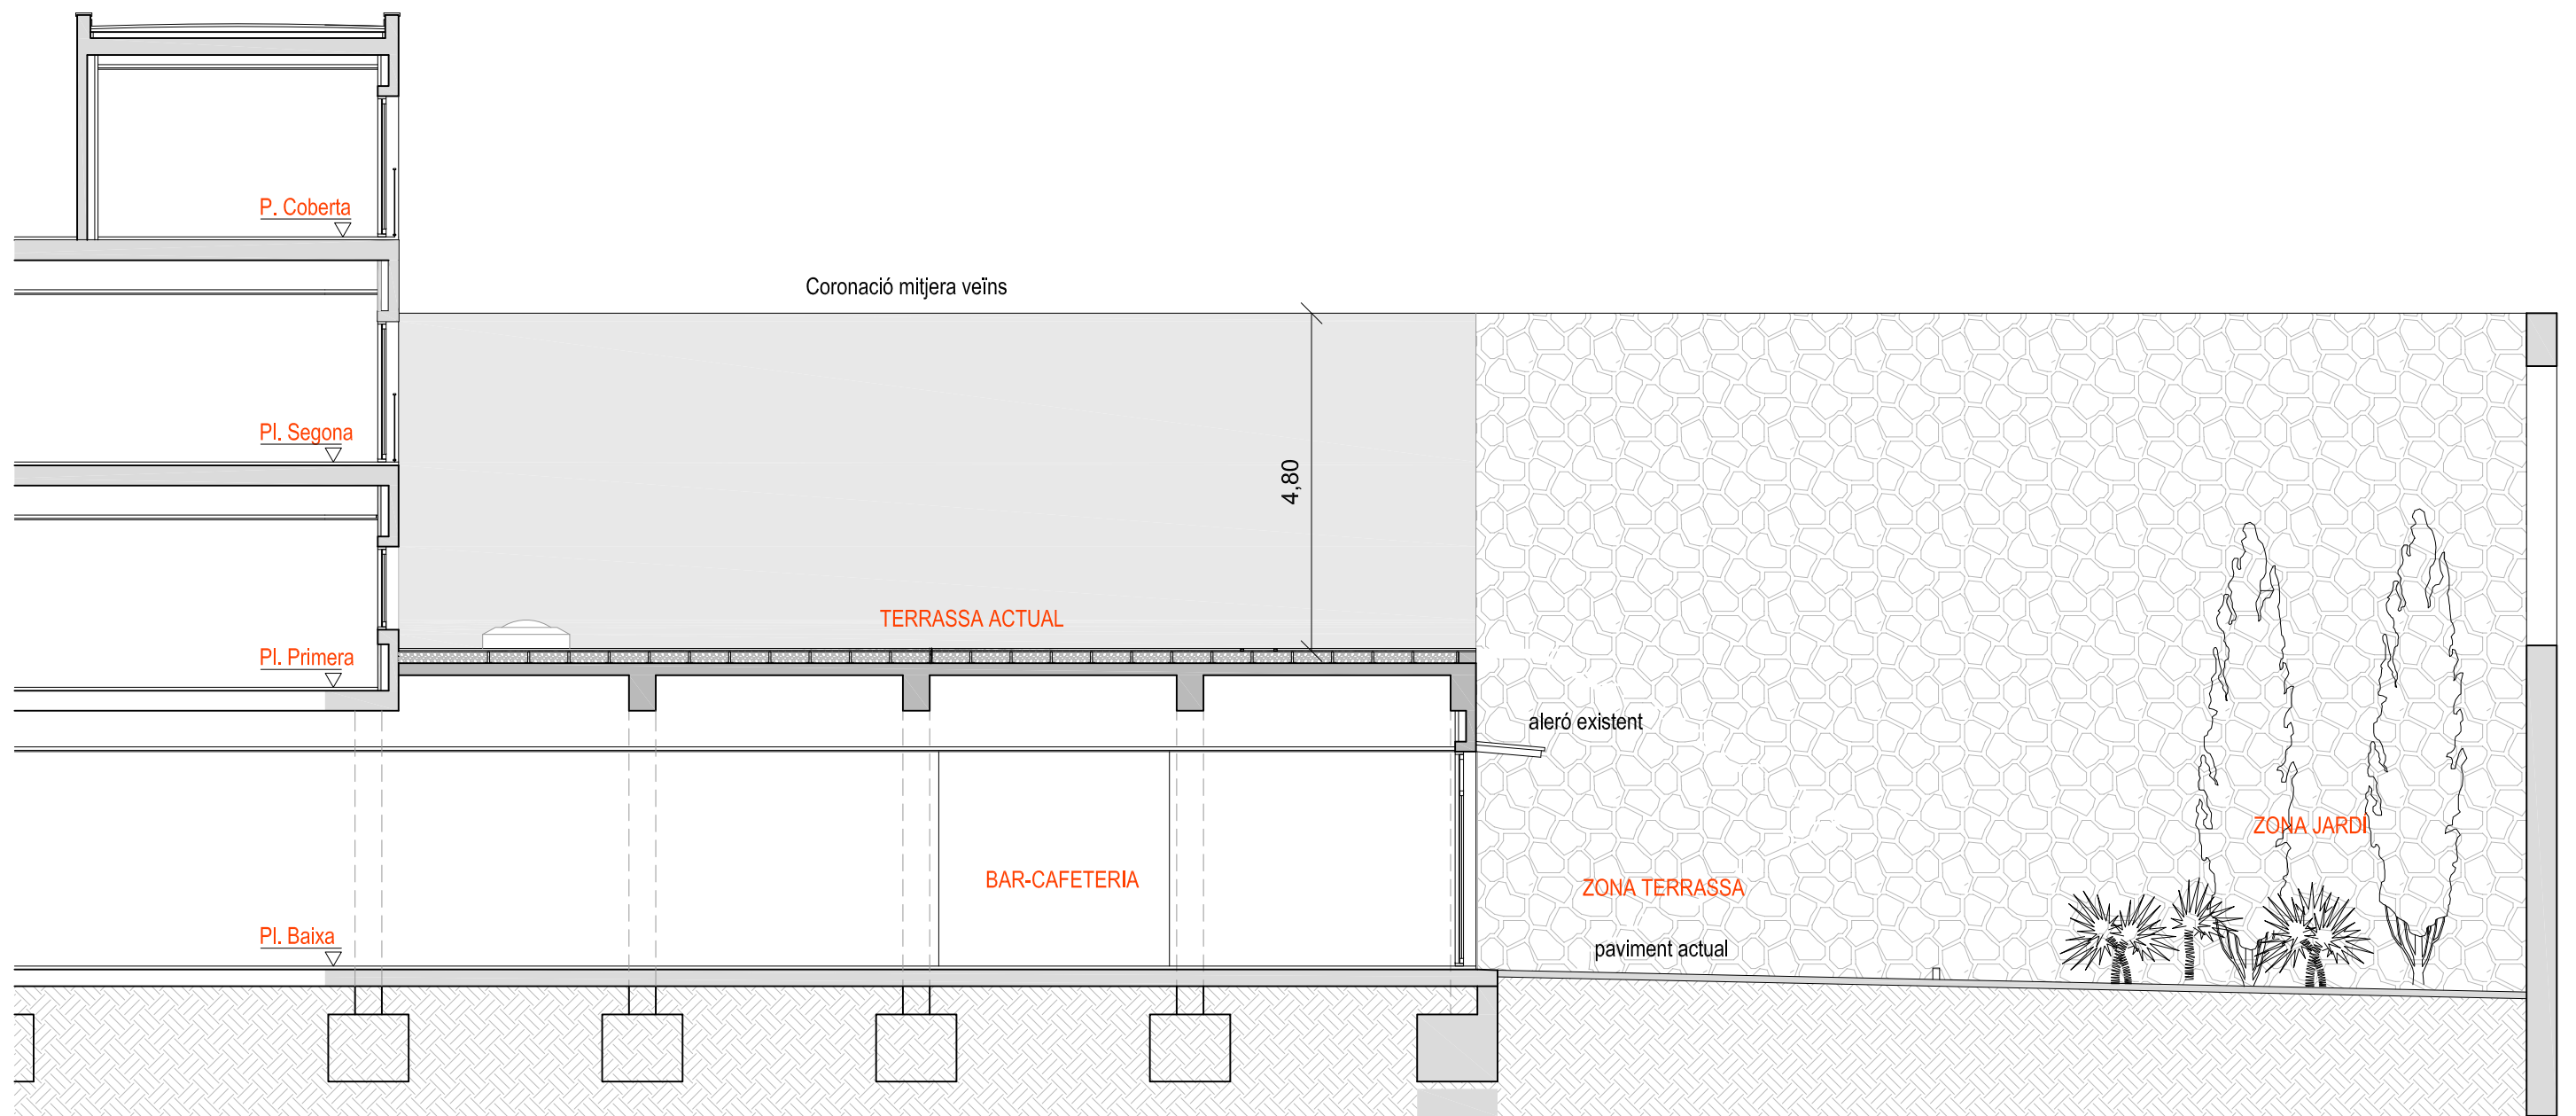 P. Coberta
Coronació mitjera veïns
Pl. Segona
4,80
TERRASSA ACTUAL
Pl. Primera
aleró existent
ZONA JARDÍ
BAR-CAFETERIA
ZONA TERRASSA
Pl. Baixa
paviment actual